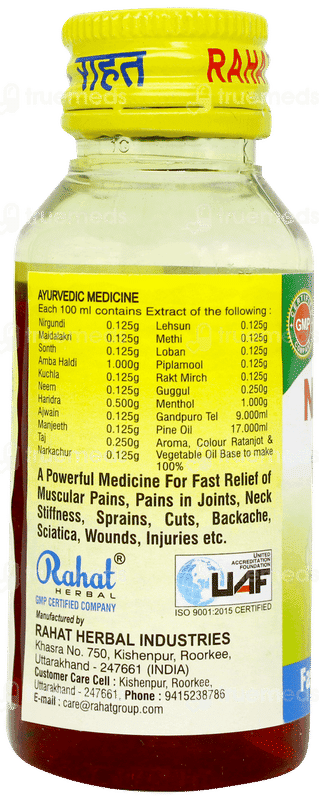 राहत RAHA
AYURVEDIC MEDICINE
Each 100 ml contains Extract of the following :
Nirgundi 0.125g Lehsun 0.125g
Maidalakri 0.125g Methi 0.125g
Sonth 0.125g Loban 0.125g
Amba Haldi 1.000g Piplamool 0.125g
Kuchla 0.125g Rakt Mirch 0.125g
Neem 0.125g Guggul 0.250g
Haridra 0.500g Menthol 1.000g
Ajwain 0.125g Gandpuro Tel 9.000ml
Manjeeth 0.125g Pine Oil 17.000ml
Taj 0.250g Aroma, Colour Ratanjot &
Narkachur 0.125g Vegetable Oil Base to make
100%
A Powerful Medicine For Fast Relief of
Muscular Pains, Pains in Joints, Neck
Stiffness, Sprains, Cuts, Backache,
Sciatica, Wounds, Injuries etc.
Rahat®
HERBAL
GMP CERTIFIED COMPANY
UNITED
ACCREDITATION
FOUNDATION
UAF
ISO 9001:2015 CERTIFIED
Manufactured by
RAHAT HERBAL INDUSTRIES
Khasra No. 750, Kishenpur, Roorkee,
Uttarakhand - 247661 (INDIA)
Customer Care Cell : Kishenpur, Roorkee,
Uttarakhand - 247661. Phone : 9415238786
E-mail : care@rahatgroup.com
GMP
truemeds